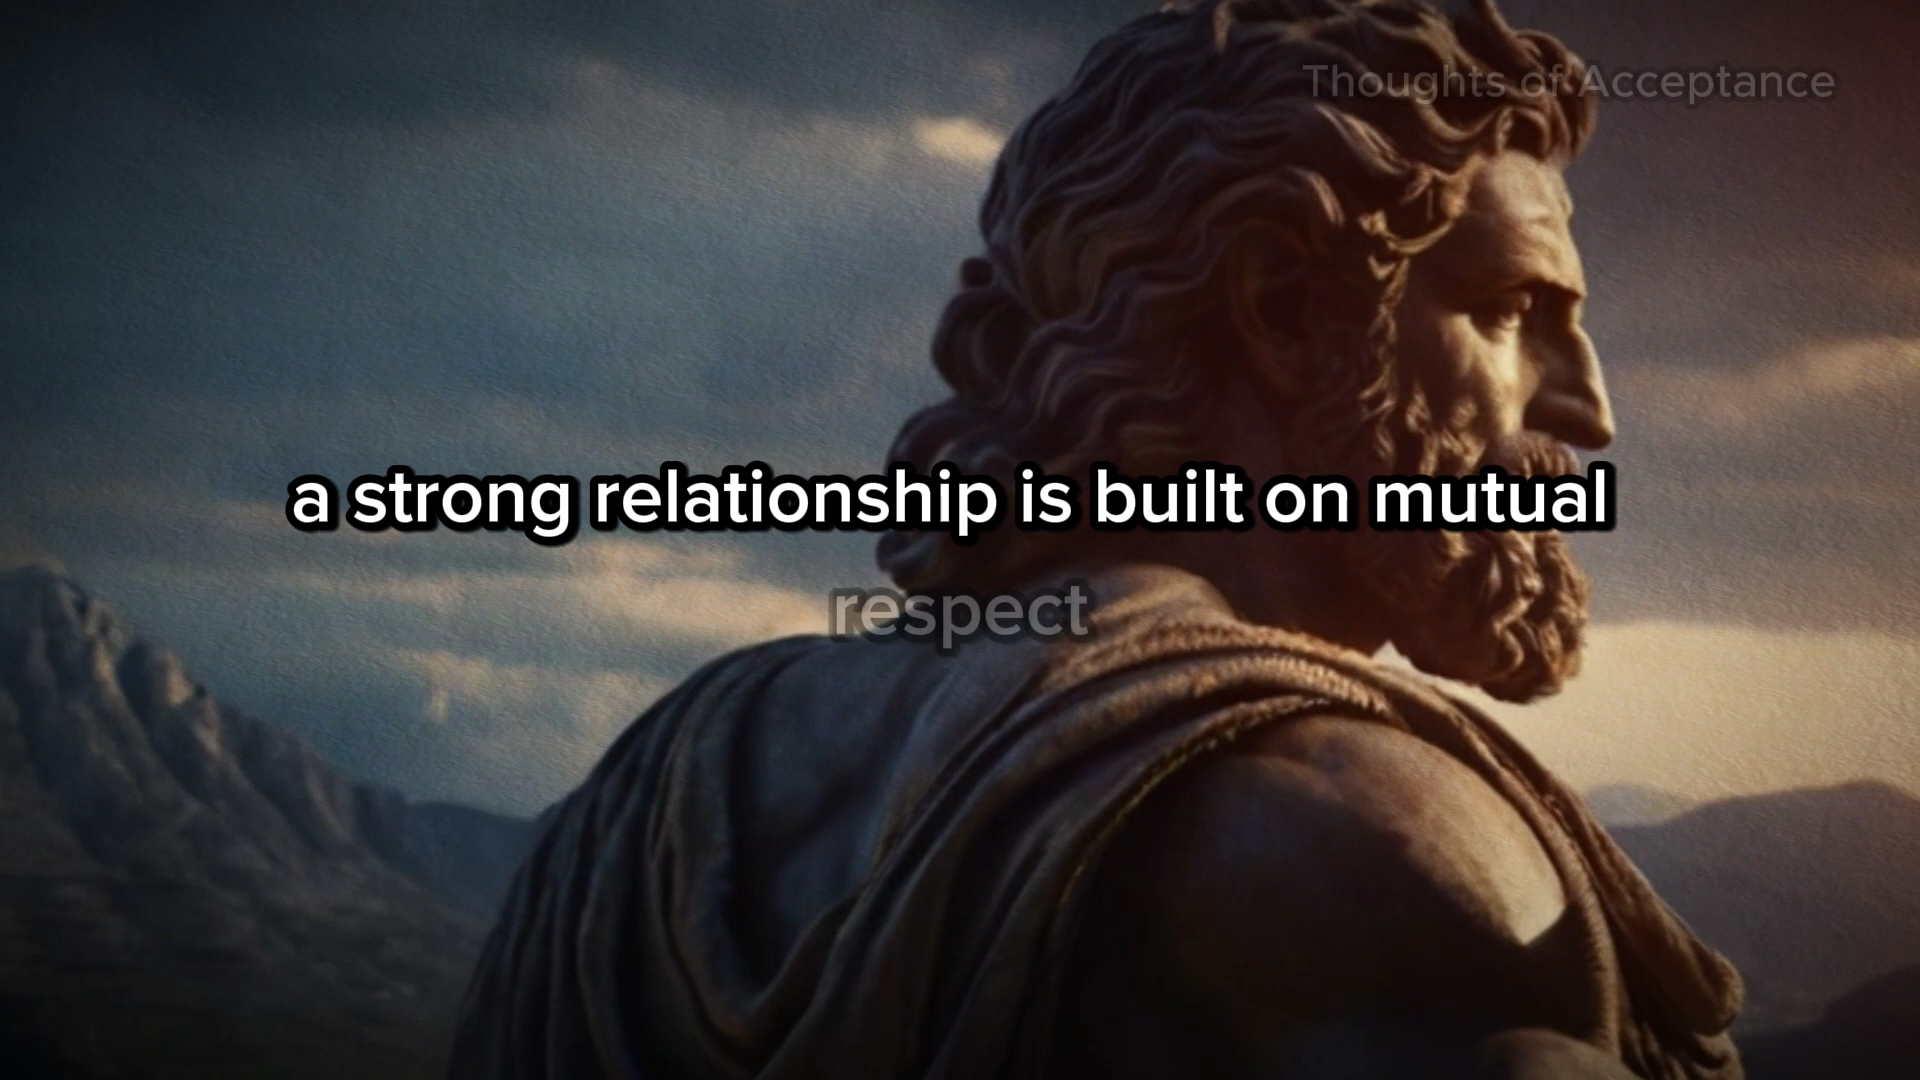 Thoughts of Acceptance
a strong relationship is built on mutual
respect